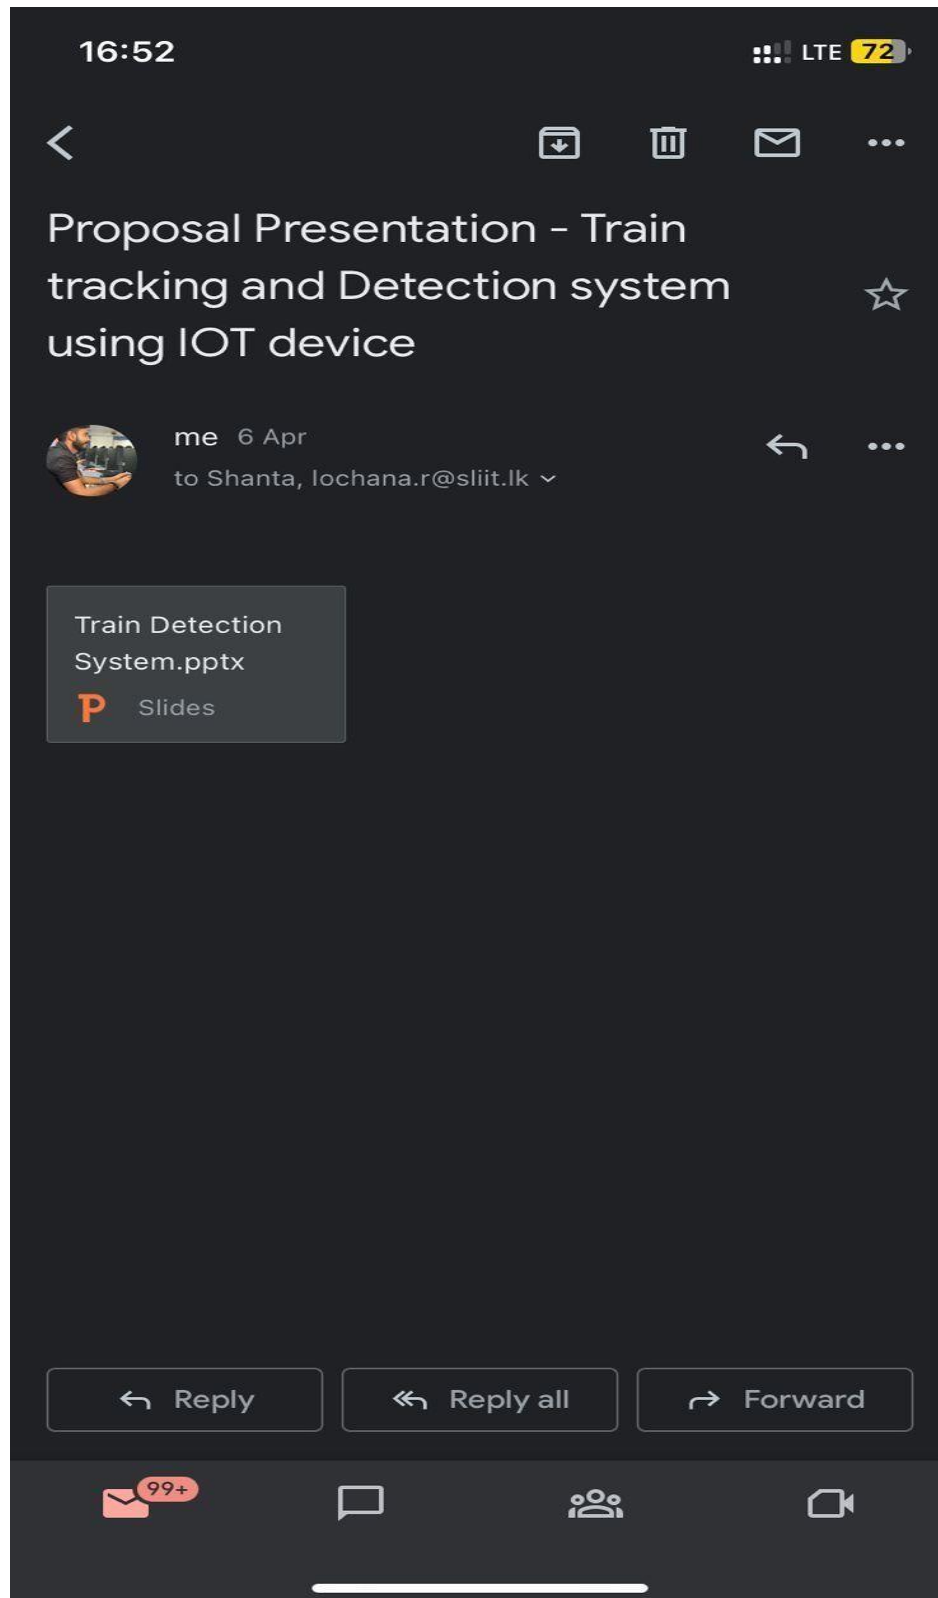 16:52
LTE 72
Proposal Presentation - Train
tracking and Detection system
using IOT device
me 6 Apr
to Shanta, lochana.r@sliit.lk
Train Detection
System.pptx
P Slides
Reply
Reply all
Forward
99+